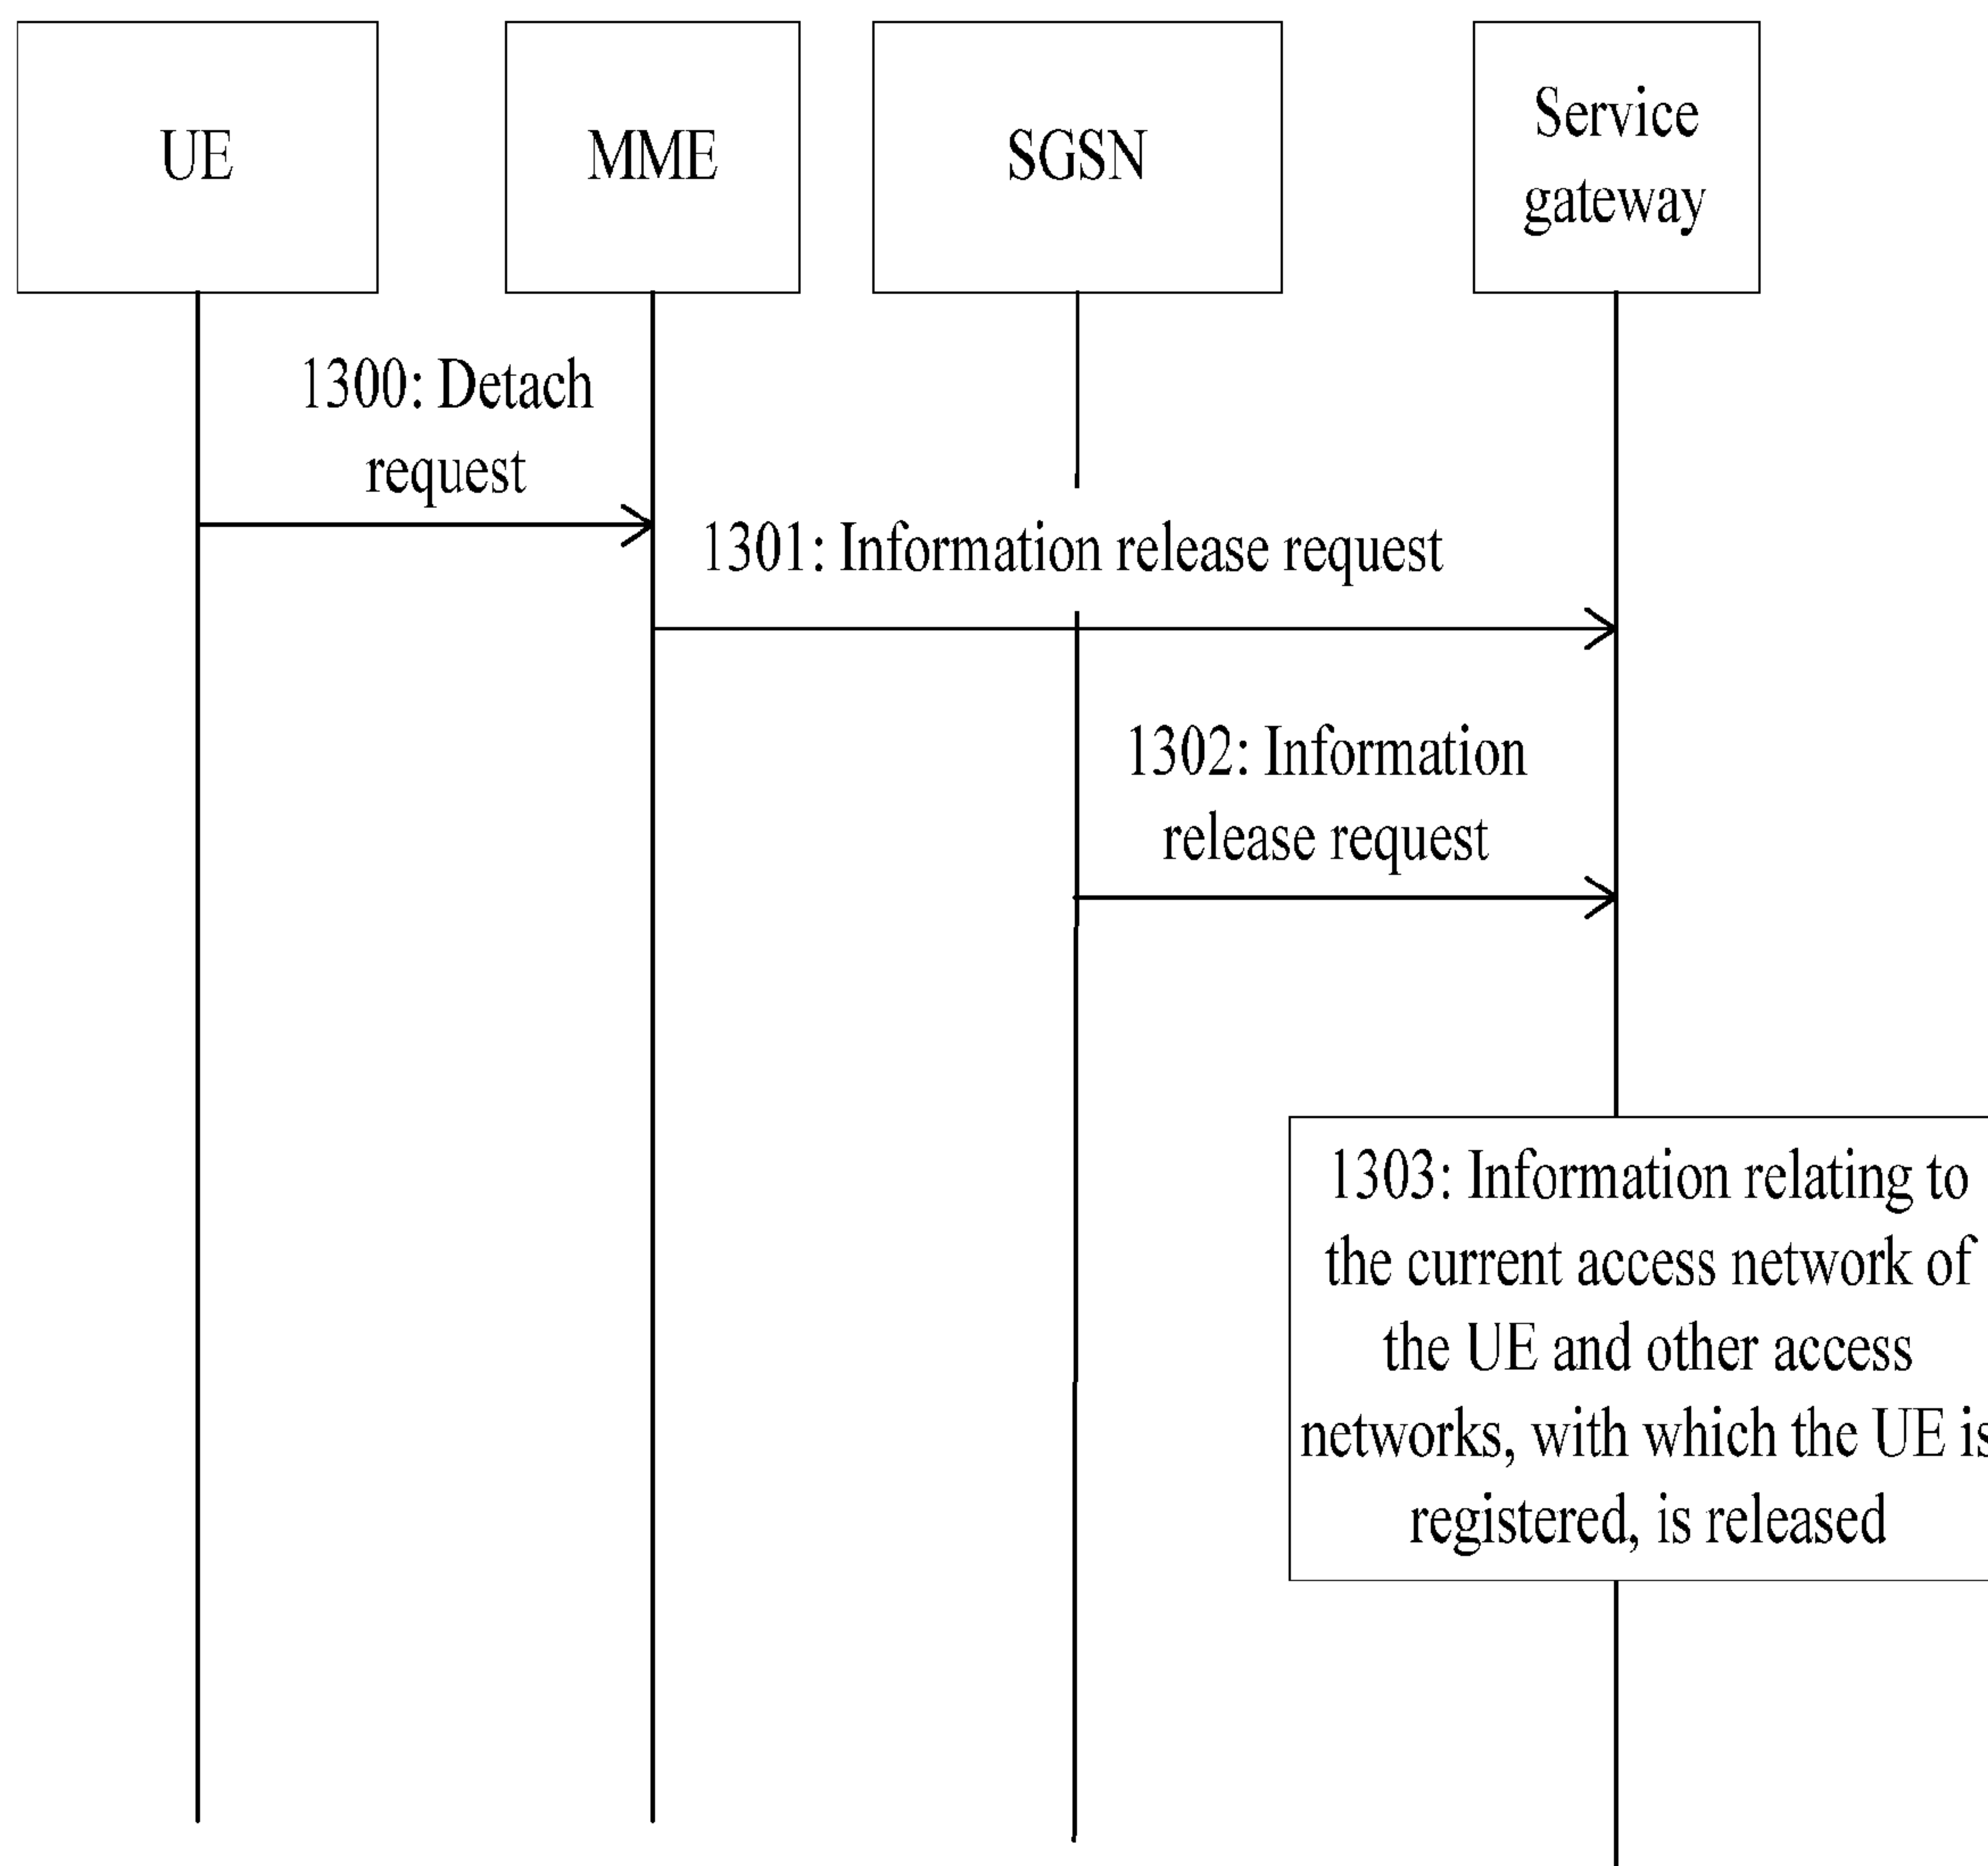 UE
MME
SGSN
Service
gateway
1300: Detach
request
1301: Information release request
1302: Information
release request
1303: Information relating to
the current access network of
the UE and other access
networks, with which the UE is
registered, is released